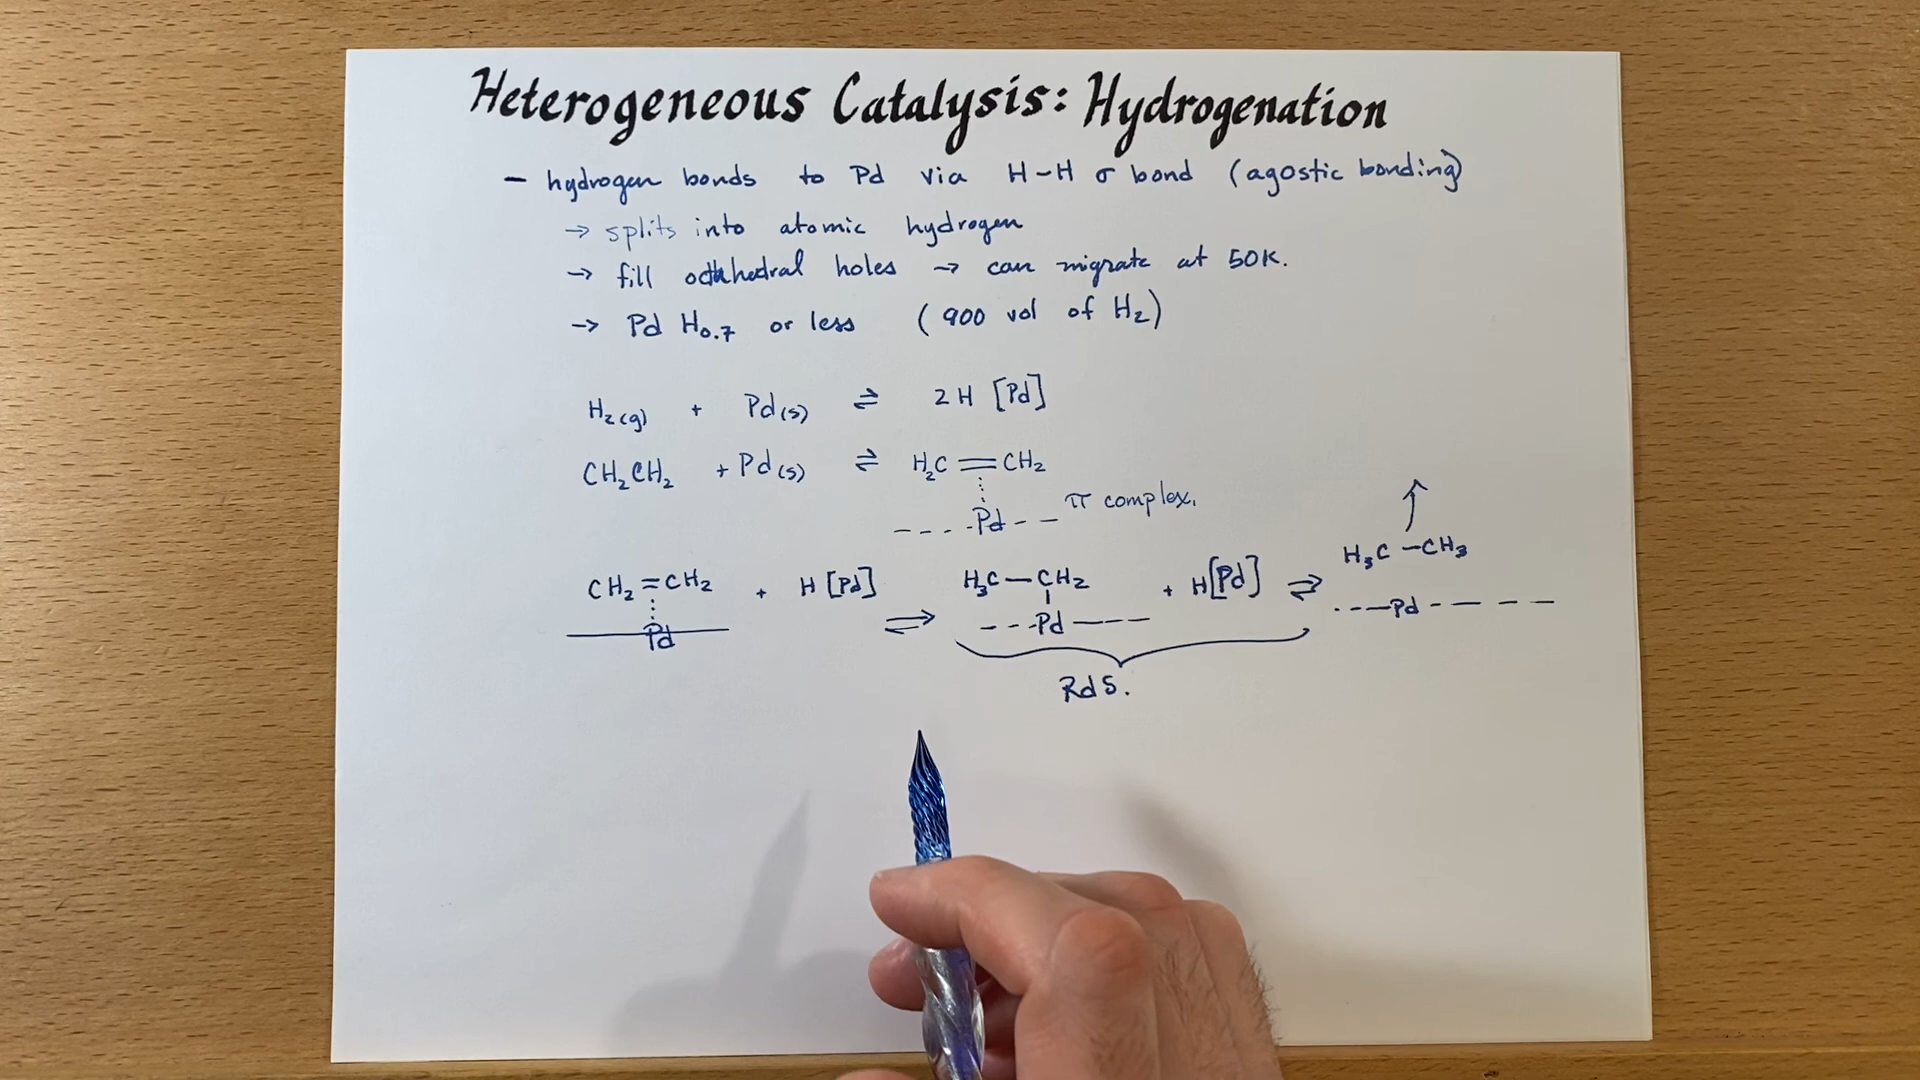 Heterogeneous Catalysis: Hydrogenation
– hydrogen bonds to Pd via H-H σ bond (agostic bonding)
→ splits into atomic hydrogen
→ fill octahedral holes → can migrate at 50K.
→ Pd H0.7 or less (900 vol of H2)
H2(g) + Pd(s) ⇌ 2H [Pd]
CH2CH2 + Pd(s) ⇌ H2C=CH2
----Pd-- π complex.
H3C-CH3
CH2=CH2 + H[Pd] ⇌ H3C-CH2 + H[Pd] ⇌
Pd ---Pd--- ---Pd----
RdS.